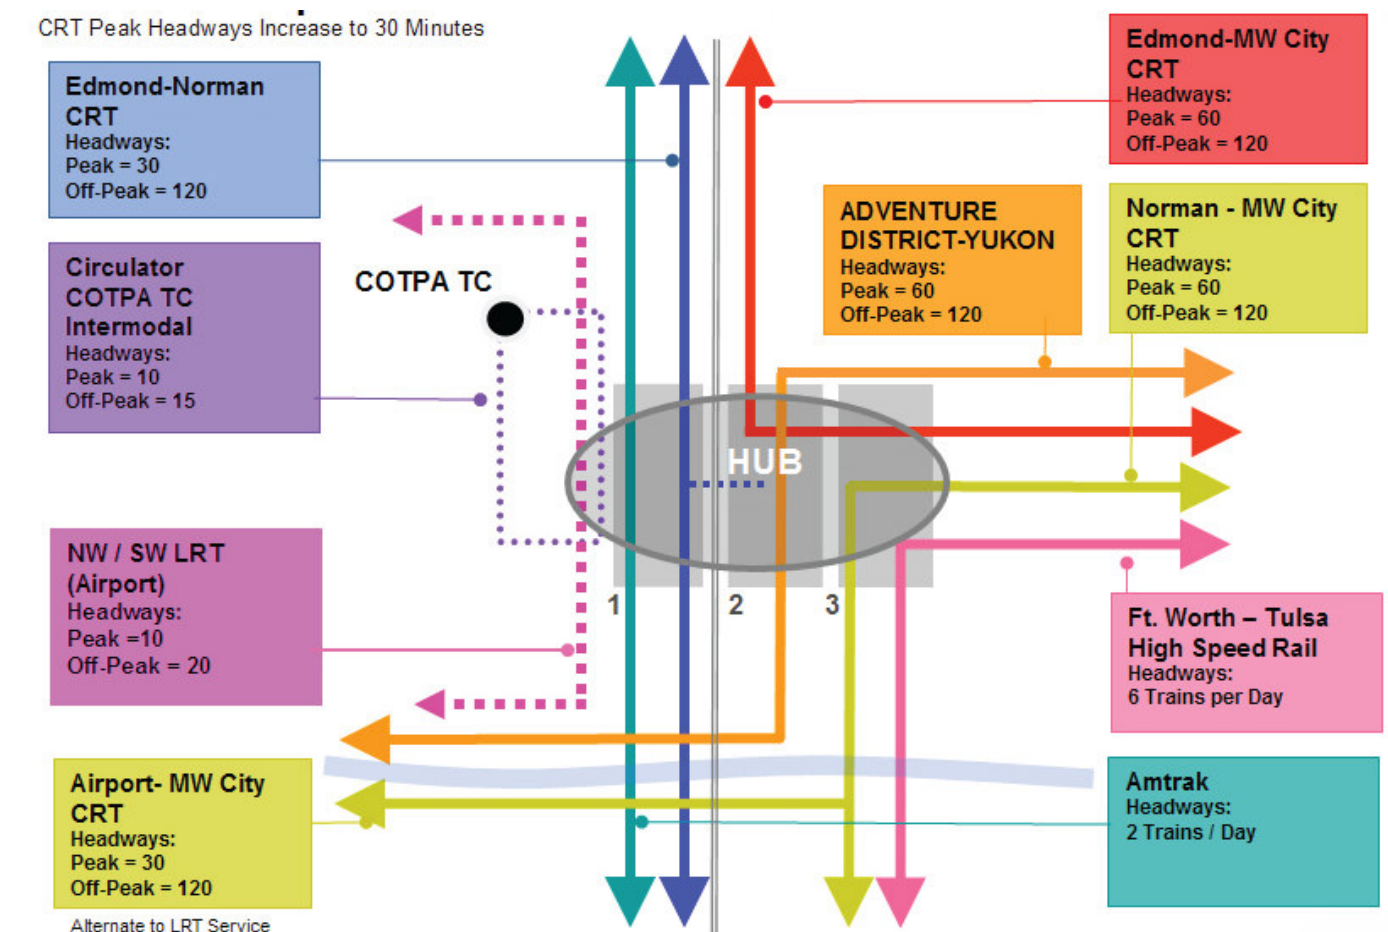 CRT Peak Headways Increase to 30 Minutes
Edmond-Norman
CRT
Headways:
Peak = 30
Off-Peak = 120
Circulator
COTPA TC
Intermodal
Headways:
Peak = 10
Off-Peak = 15
NW / SW LRT
(Airport)
Headways:
Peak =10
Off-Peak = 20
Airport- MW City
CRT
Headways:
Peak = 30
Off-Peak = 120
Alternate to LRT Service
COTPA TC
HUB
1
2
3
ADVENTURE
DISTRICT-YUKON
Headways:
Peak = 60
Off-Peak = 120
Edmond-MW City
CRT
Headways:
Peak = 60
Off-Peak = 120
Norman - MW City
CRT
Headways:
Peak = 60
Off-Peak = 120
Ft. Worth – Tulsa
High Speed Rail
Headways:
6 Trains per Day
Amtrak
Headways:
2 Trains / Day